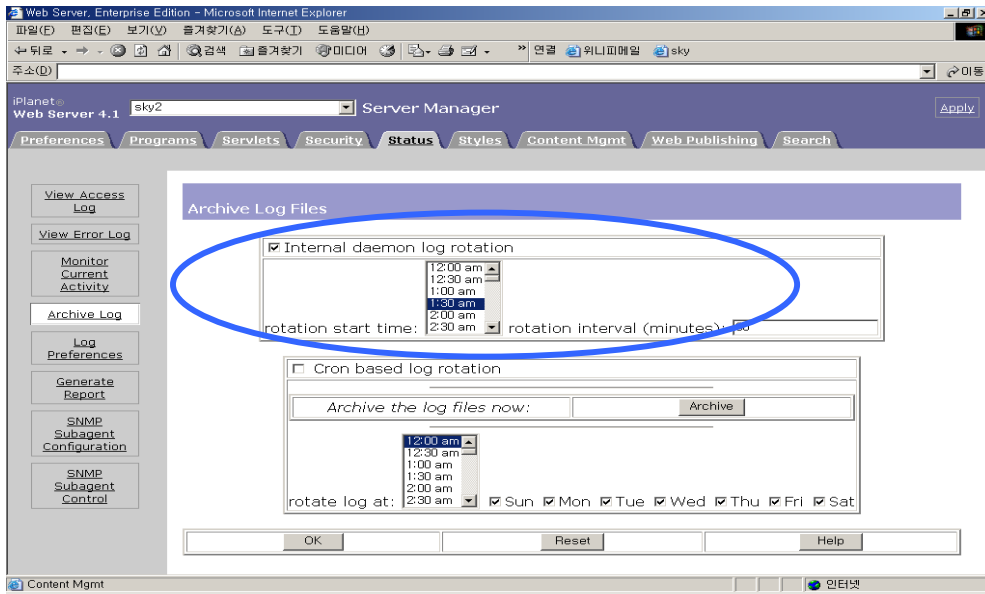 Web Server, Enterprise Edition - Microsoft Internet Explorer
파일(F) 편집(E) 보기(V) 즐겨찾기(A) 도구(T) 도움말(H)
뒤로 검색 즐겨찾기 미디어 » 연결 위니피메일 sky
주소(D) 이동
iPlanet®
Web Server 4.1 sky2 Server Manager Apply
Preferences Programs Servlets Security Status Styles Content Mgmt Web Publishing Search
View Access
Log
View Error Log
Monitor
Current
Activity
Archive Log
Log
Preferences
Generate
Report
SNMP
Subagent
Configuration
SNMP
Subagent
Control
Archive Log Files
Internal daemon log rotation
12:00 am
12:30 am
1:00 am
1:30 am
2:00 am
2:30 am
rotation start time: rotation interval (minutes):
Cron based log rotation
Archive the log files now: Archive
12:00 am
12:30 am
1:00 am
1:30 am
2:00 am
2:30 am
rotate log at: Sun Mon Tue Wed Thu Fri Sat
OK Reset Help
Content Mgmt 인터넷